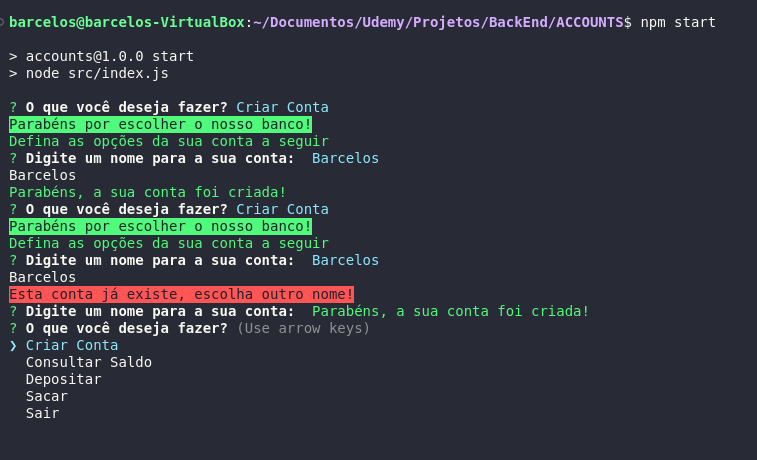 barcelos@barcelos-VirtualBox:~/Documentos/Udemy/Projetos/BackEnd/ACCOUNTS$ npm start
> accounts@1.0.0 start
> node src/index.js
? O que você deseja fazer? Criar Conta
Parabéns por escolher o nosso banco!
Defina as opções da sua conta a seguir
? Digite um nome para a sua conta:  Barcelos
Barcelos
Parabéns, a sua conta foi criada!
? O que você deseja fazer? Criar Conta
Parabéns por escolher o nosso banco!
Defina as opções da sua conta a seguir
? Digite um nome para a sua conta:  Barcelos
Barcelos
Esta conta já existe, escolha outro nome!
? Digite um nome para a sua conta:  Parabéns, a sua conta foi criada!
? O que você deseja fazer? (Use arrow keys)
❯ Criar Conta
  Consultar Saldo
  Depositar
  Sacar
  Sair